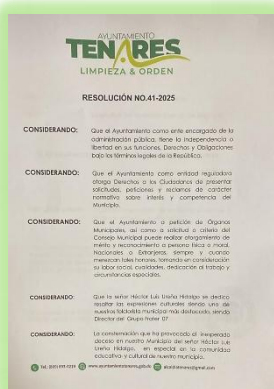 AYUNTAMIENTO
TENARES
LIMPIEZA & ORDEN
RESOLUCIÓN NO.41-2025
CONSIDERANDO: Que el Ayuntamiento como ente encargado de la
administración pública, tiene la independencia o
libertad en sus funciones, Derechos y Obligaciones
bajo los términos legales de la República.
CONSIDERANDO: Que el Ayuntamiento como entidad reguladora
otorga Derechos a los Ciudadanos de presentar
solicitudes, peticiones y reclamos de carácter
normativo sobre interés y competencia del
Municipio.
CONSIDERANDO: Que el Ayuntamiento a petición de Órganos
Municipales, así como a solicitud o criterio del
Concejo Municipal puede realizar otorgamiento de
mérito y reconocimiento a persona física o moral,
Nacionales o Extranjeros, siempre y cuando
merezcan tales honores, tomando en consideración
su labor social, cualidades, dedicación al trabajo y
circunstancias especiales.
CONSIDERANDO: Que le señor Héctor Luis Ureña Hidalgo se dedico
resaltar las expresiones culturales siendo uno de
nuestros folklorista municipal más destacados, siendo
Director del Grupo
CONSIDERANDO: La consternación que ha provocado el inesperado
deceso en nuestro Municipio del señor Héctor Luis
Ureña Hidalgo, en especial en la comunidad
educativa y cultural de nuestro municipio.